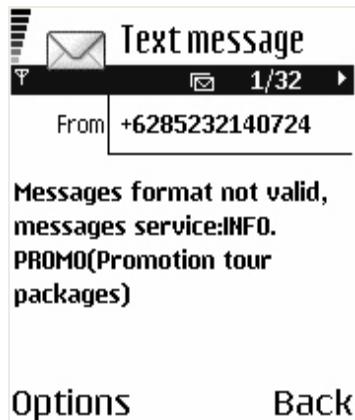 Text message
1/32
From +6285232140724
Messages format not valid,
messages service:INFO.
PROMO(Promotion tour
packages)
Options Back